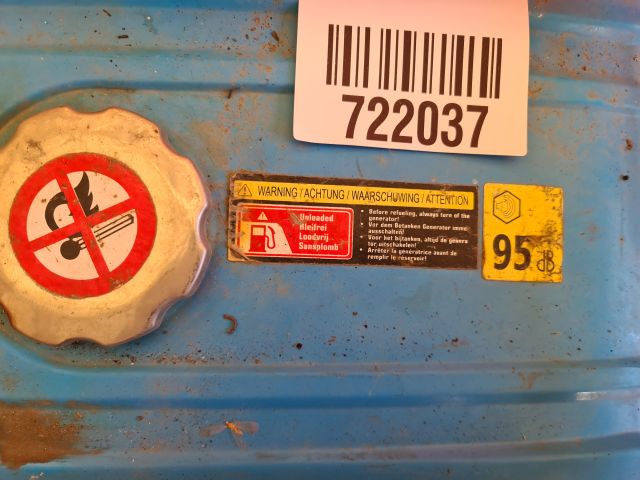 722037
WARNING / ACHTUNG / WAARSCHUWING / ATTENTION
Unleaded
Bleifrei
Loodvrij
Sansplomb
• Before refueling, always turn of the
generator!
• Vor dem Betanken Generator immer
ausschalten!
• Voor het bijtanken, altijd de genera
tor, uitschakelen!
• Arrêter la génératrice avant de
remplir le réservoir!
95 dB